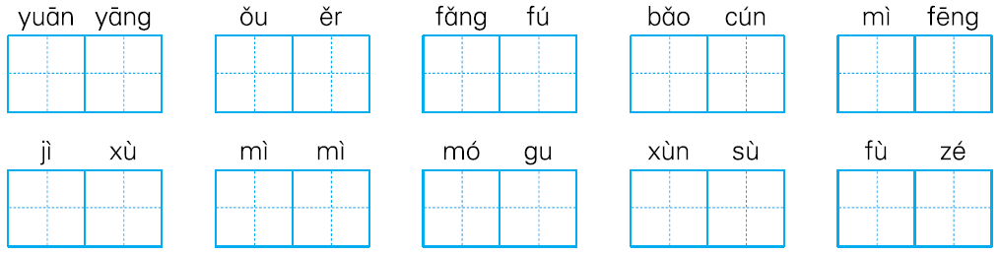 yuān yāng ǒu ěr fǎng fú bǎo cún mì fēng
jì xù mì mì mó gu xùn sù fù zé